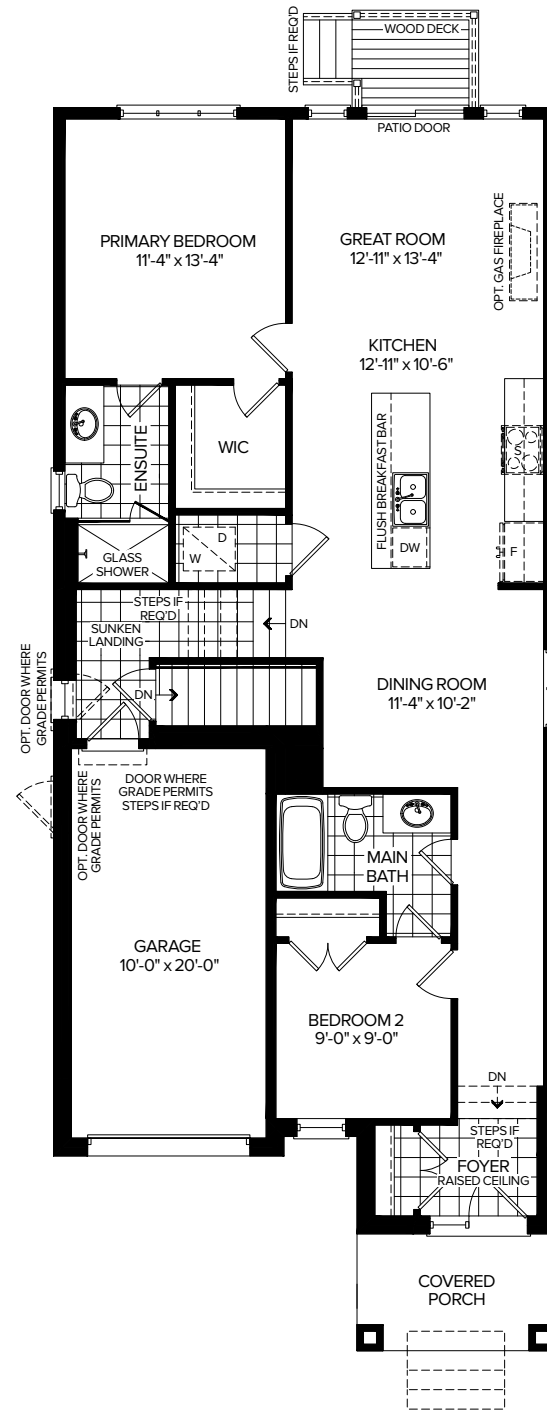 STEPS IF REQ'D
WOOD DECK
PATIO DOOR
PRIMARY BEDROOM
11'-4" x 13'-4"
GREAT ROOM
12'-11" x 13'-4"
OPT. GAS FIREPLACE
KITCHEN
12'-11" x 10'-6"
FLUSH BREAKFAST BAR
S
ENSUITE
WIC
DW
F
D
W
GLASS
SHOWER
STEPS IF
REQ'D
SUNKEN
LANDING
DN
DN
OPT. DOOR WHERE
GRADE PERMITS
DINING ROOM
11'-4" x 10'-2"
OPT. DOOR WHERE
GRADE PERMITS
DOOR WHERE
GRADE PERMITS
STEPS IF REQ'D
MAIN
BATH
GARAGE
10'-0" x 20'-0"
BEDROOM 2
9'-0" x 9'-0"
DN
STEPS IF
REQ'D
FOYER
RAISED CEILING
COVERED
PORCH